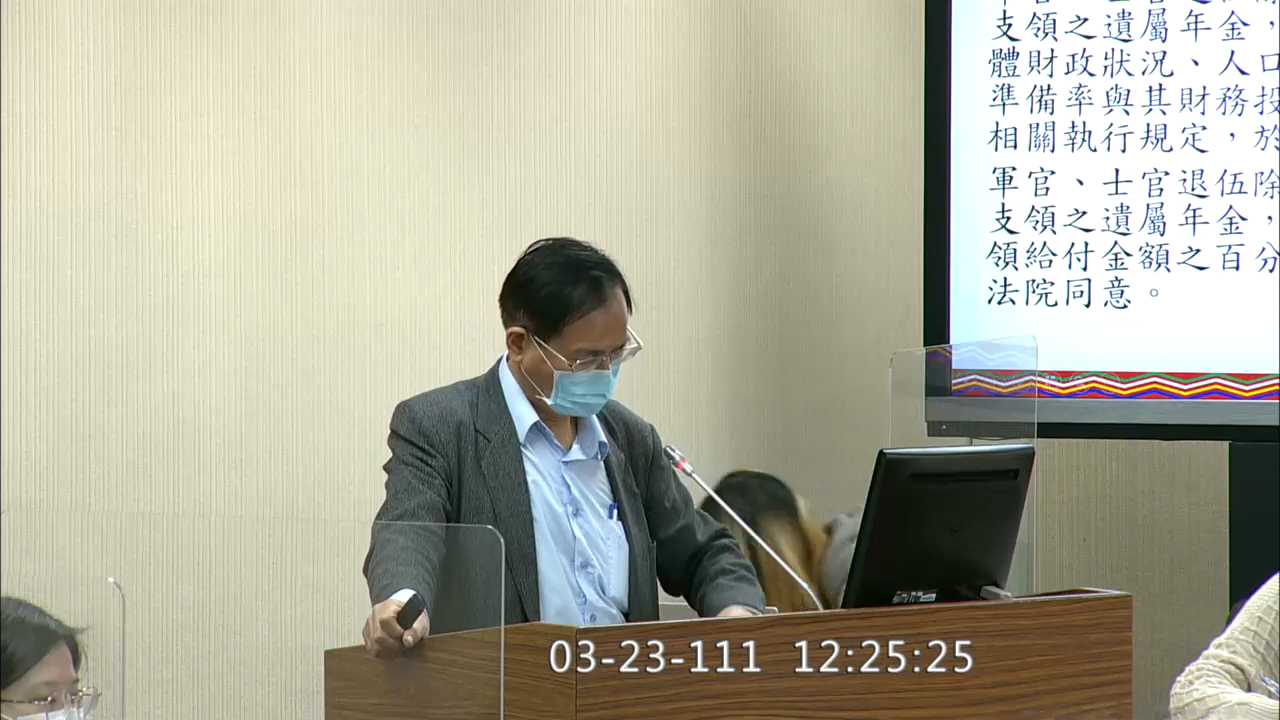 支領之遺屬年金，
體財政狀況、人口
準備率與其財務投
相關執行規定，於
軍官、士官退伍除
支領之遺屬年金，
領給付金額之百分
法院同意。
03-23-111 12:25:25